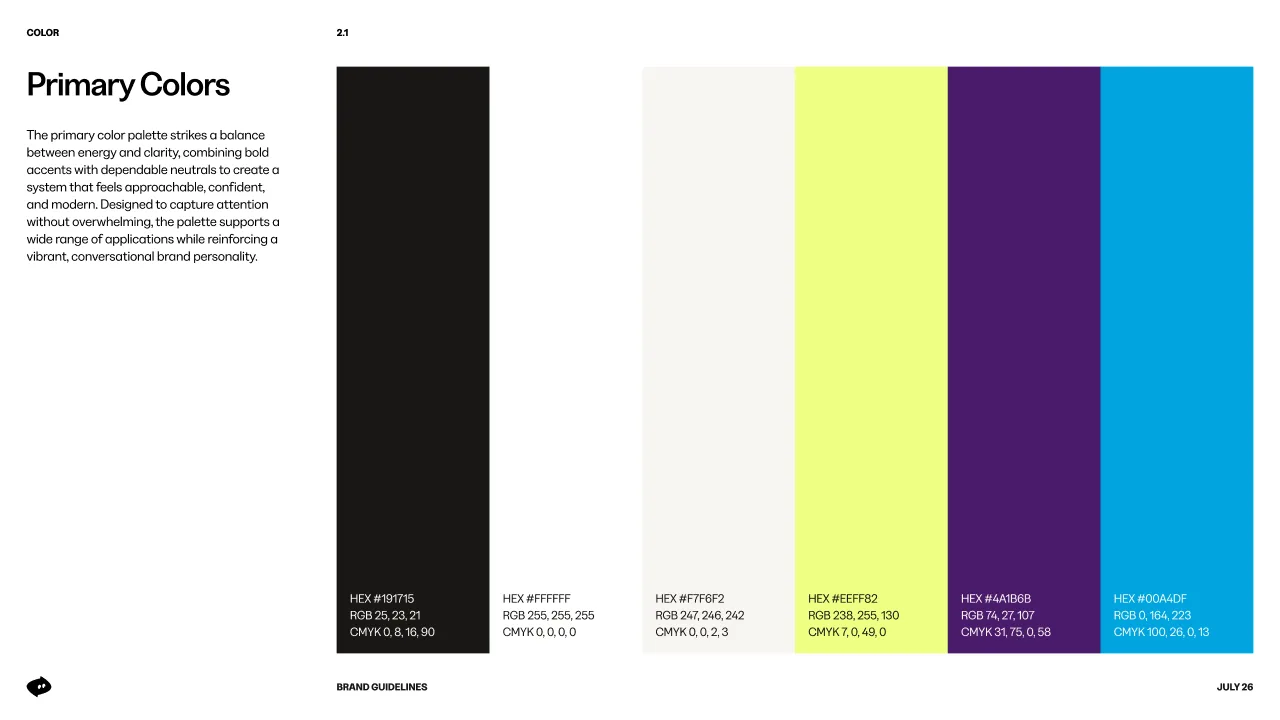 COLOR
2.1
Primary Colors
The primary color palette strikes a balance
between energy and clarity, combining bold
accents with dependable neutrals to create a
system that feels approachable, confident,
and modern. Designed to capture attention
without overwhelming, the palette supports a
wide range of applications while reinforcing a
vibrant, conversational brand personality.
HEX #191715
RGB 25, 23, 21
CMYK 0, 8, 16, 90
HEX #FFFFFF
RGB 255, 255, 255
CMYK 0, 0, 0, 0
HEX #F7F6F2
RGB 247, 246, 242
CMYK 0, 0, 2, 3
HEX #EEFF82
RGB 238, 255, 130
CMYK 7, 0, 49, 0
HEX #4A1B6B
RGB 74, 27, 107
CMYK 31, 75, 0, 58
HEX #00A4DF
RGB 0, 164, 223
CMYK 100, 26, 0, 13
BRAND GUIDELINES
JULY 26